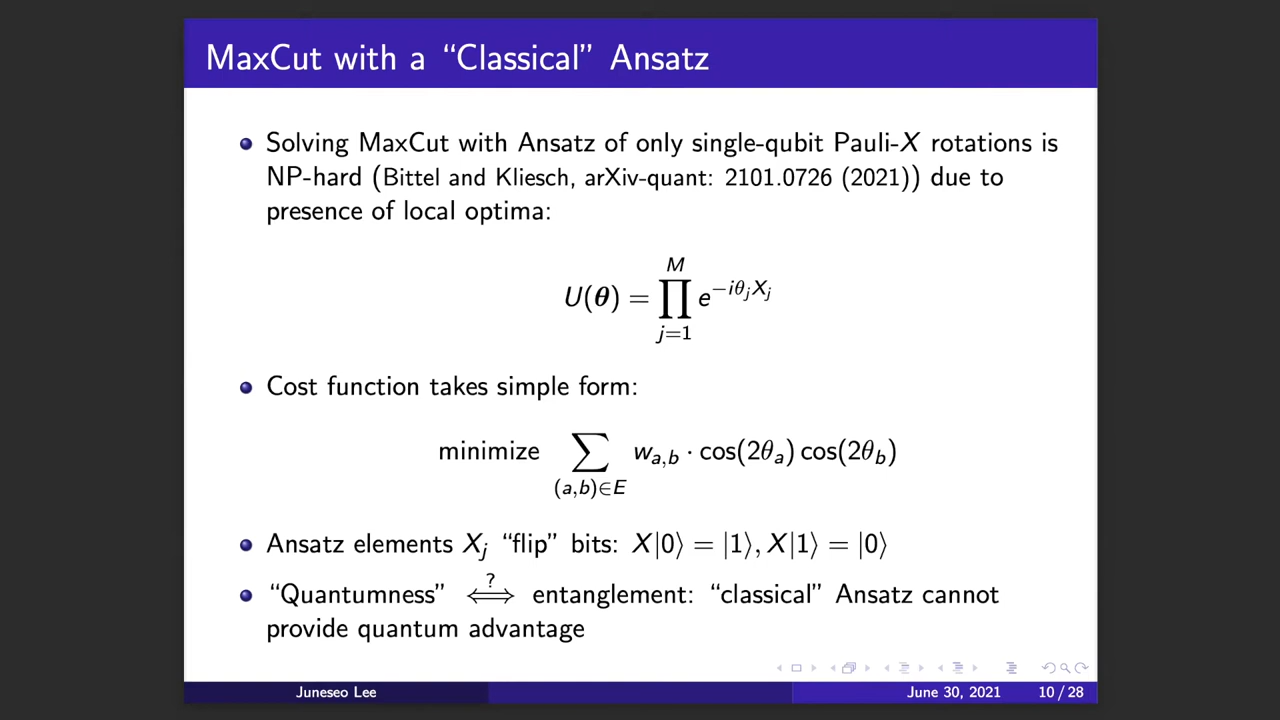 MaxCut with a “Classical” Ansatz
Solving MaxCut with Ansatz of only single-qubit Pauli-X rotations is
NP-hard (Bittel and Kliesch, arXiv-quant: 2101.0726 (2021)) due to
presence of local optima:
U(θ) = ∏_{j=1}^{M} e^{−iθ_j X_j}
Cost function takes simple form:
minimize ∑_{(a,b)∈E} w_{a,b} · cos(2θ_a) cos(2θ_b)
Ansatz elements X_j “flip” bits: X|0⟩ = |1⟩, X|1⟩ = |0⟩
“Quantumness” ⟺^? entanglement: “classical” Ansatz cannot
provide quantum advantage
Juneseo Lee June 30, 2021 10 / 28